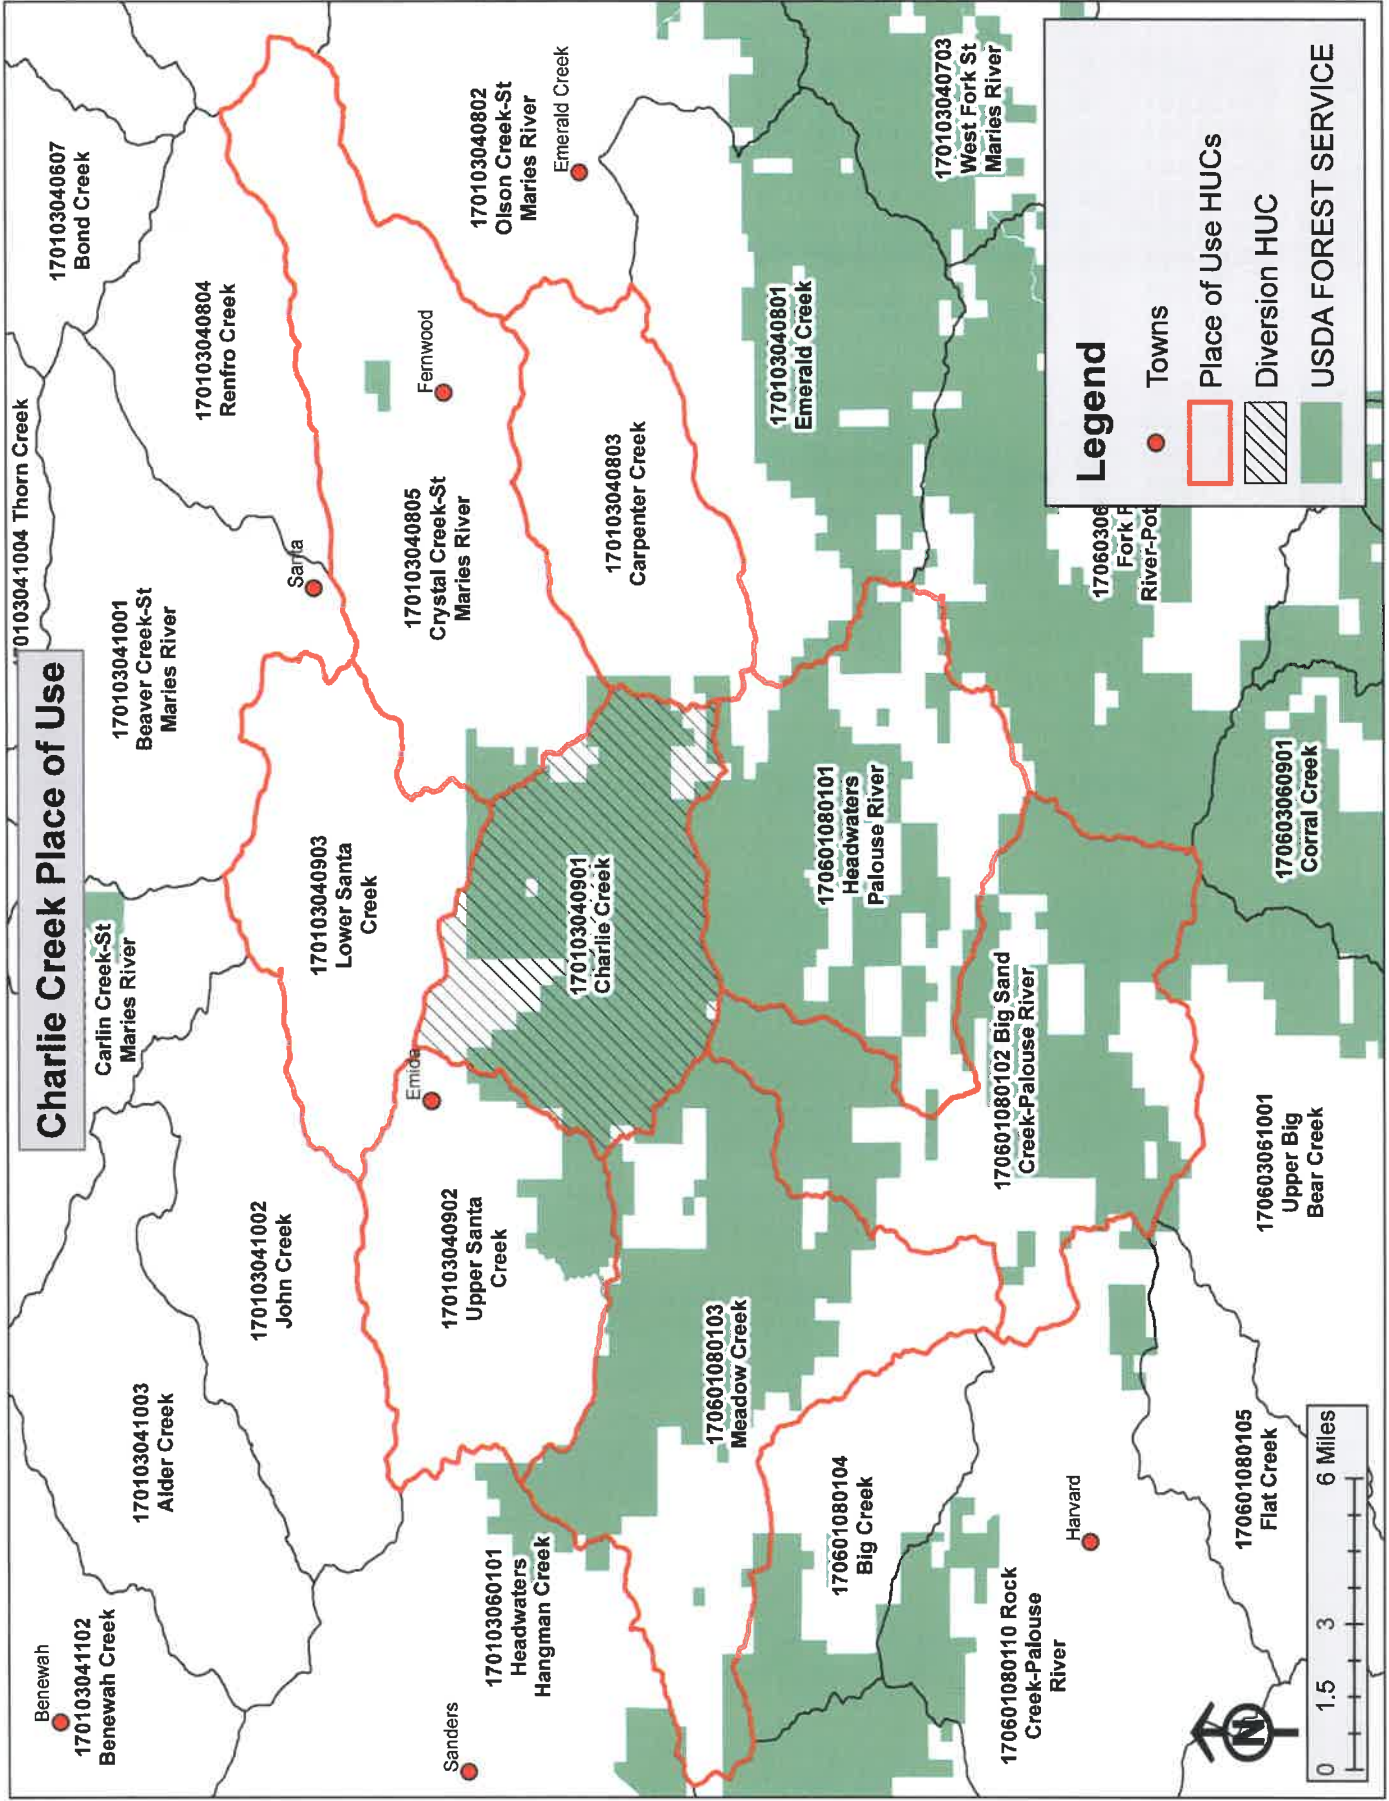 Charlie Creek Place of Use
Benewah
170103041102
Benewah Creek
170103041003
Alder Creek
170103041002
John Creek
Carlin Creek-St
Maries River
170103041001
Beaver Creek-St
Maries River
Thorn Creek
170103040607
Bond Creek
170103040804
Renfro Creek
Santa
Sanders
170103060101
Headwaters
Hangman Creek
170103040902
Upper Santa
Creek
Emida
170103040903
Lower Santa
Creek
170103040805
Crystal Creek-St
Maries River
Fernwood
170103040802
Olson Creek-St
Maries River
Emerald Creek
170103040901
Charlie Creek
170103040803
Carpenter Creek
170601080103
Meadow Creek
170601080104
Big Creek
170601080101
Headwaters
Palouse River
170103040801
Emerald Creek
170103040703
West Fork St
Maries River
170601080110 Rock
Creek-Palouse
River
Harvard
170601080102 Big Sand
Creek-Palouse River
17060306
Fork
River-Pot
170601080105
Flat Creek
170603061001
Upper Big
Bear Creek
170603060901
Corral Creek
Legend
Towns
Place of Use HUCs
Diversion HUC
USDA FOREST SERVICE
N
0 1.5 3 6 Miles